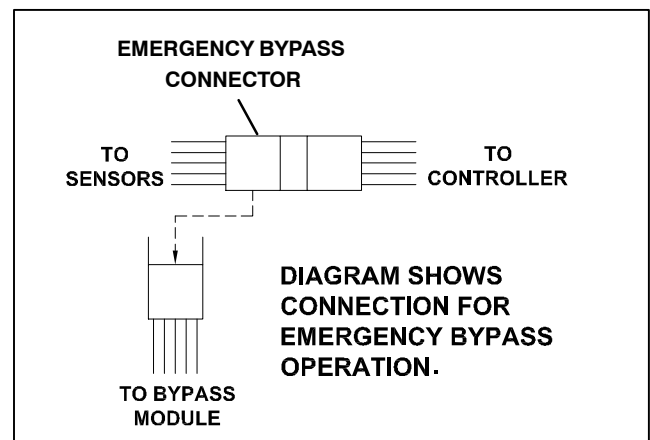 EMERGENCY BYPASS
CONNECTOR
TO
SENSORS
TO
CONTROLLER
DIAGRAM SHOWS
CONNECTION FOR
EMERGENCY BYPASS
OPERATION.
TO BYPASS
MODULE